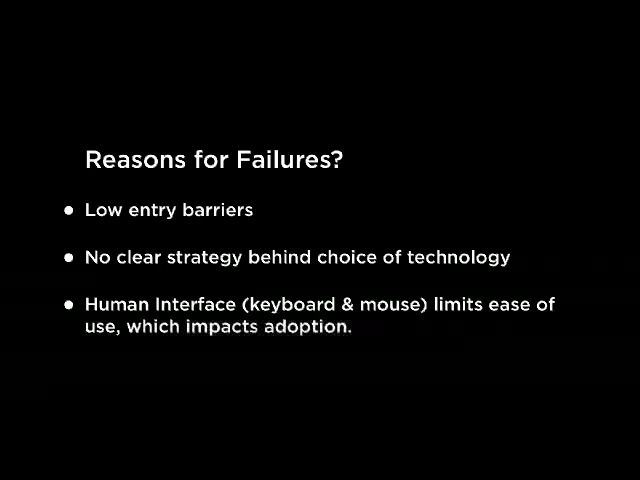 Reasons for Failures?
● Low entry barriers
● No clear strategy behind choice of technology
● Human Interface (keyboard & mouse) limits ease of
use, which impacts adoption.